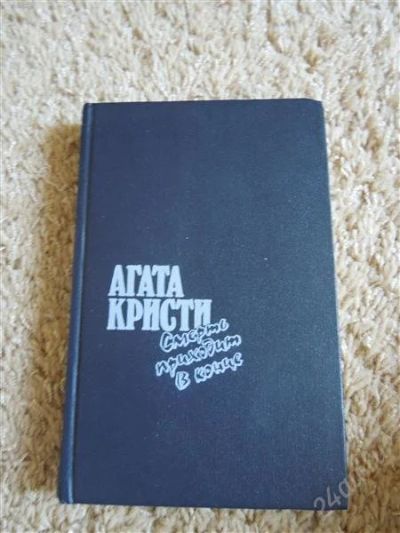 АГАТА
КРИСТИ
Смерть
приходит
в конце